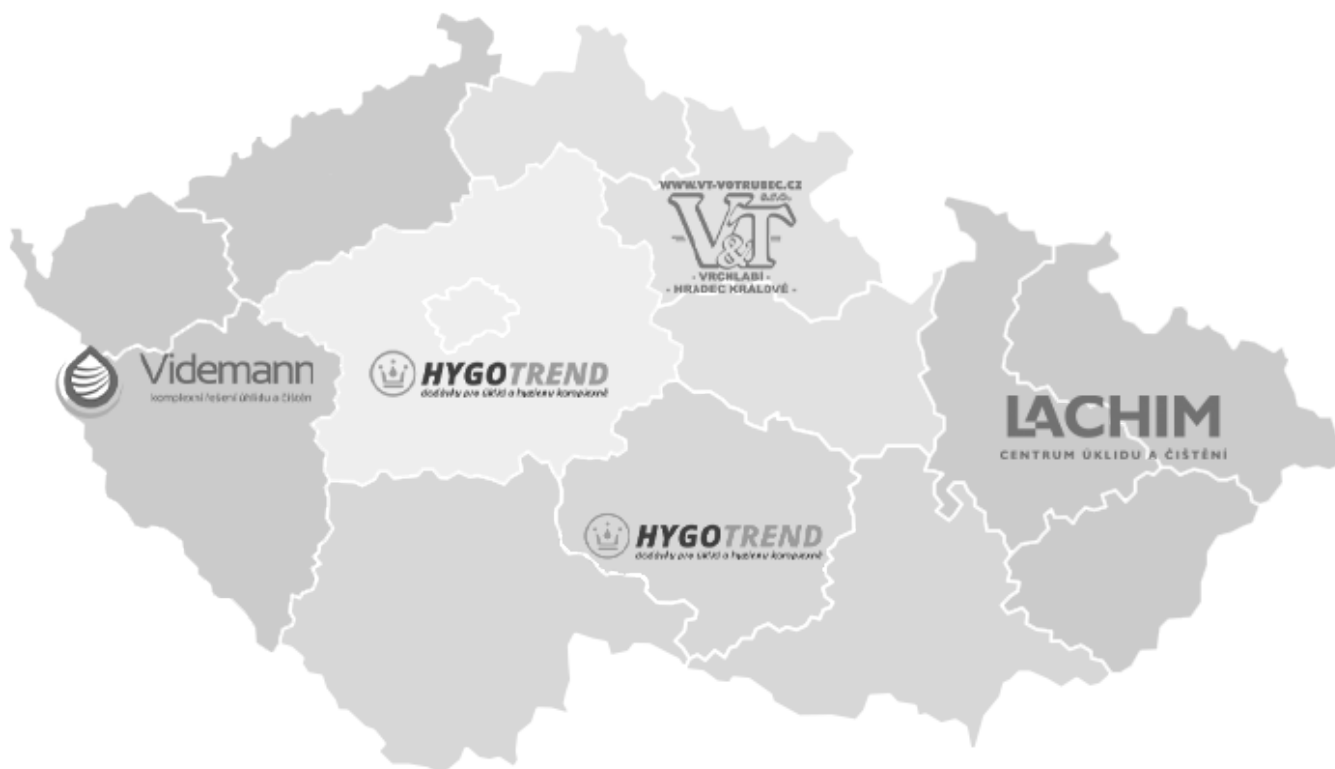 WWW.VT-VOTRUBEC.CZ
S.R.O.
V&T
- VRCHLABÍ -
- HRADEC KRÁLOVÉ -
Videmann
komplexní řešení úklidu a čištěn
HYGOTREND
dodávky pro úklid a hygienu komplexně
LACHIM
CENTRUM ÚKLIDU A ČIŠTĚNÍ
HYGOTREND
dodávky pro úklid a hygienu komplexně